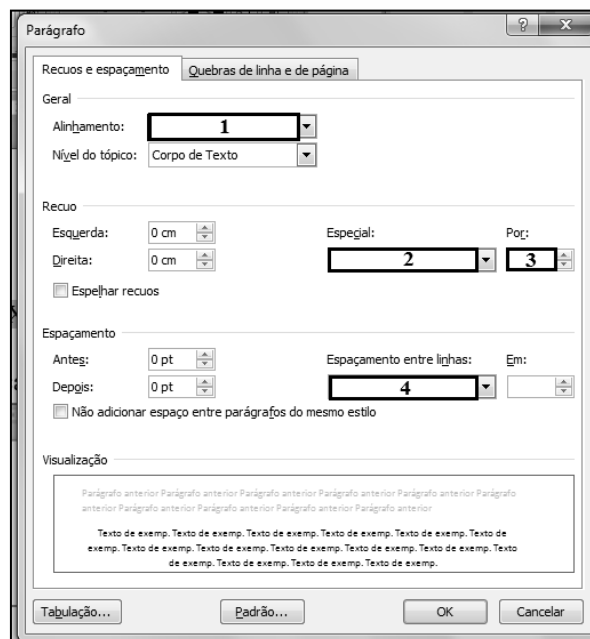 Parágrafo
Recuos e espaçamento Quebras de linha e de página
Geral
Alinhamento: 1
Nível do tópico: Corpo de Texto
Recuo
Esquerda: 0 cm Especial: Por:
Direita: 0 cm 2 3
Espelhar recuos
Espaçamento
Antes: 0 pt Espaçamento entre linhas: Em:
Depois: 0 pt 4
Não adicionar espaço entre parágrafos do mesmo estilo
Visualização
Parágrafo anterior Parágrafo anterior Parágrafo anterior Parágrafo anterior Parágrafo anterior Parágrafo
anterior Parágrafo anterior Parágrafo anterior Parágrafo anterior Parágrafo anterior
Texto de exemp. Texto de exemp. Texto de exemp. Texto de exemp. Texto de exemp. Texto de
exemp. Texto de exemp. Texto de exemp. Texto de exemp. Texto de exemp. Texto de exemp. Texto
de exemp. Texto de exemp. Texto de exemp. Texto de exemp.
Tabulação... Padrão... OK Cancelar